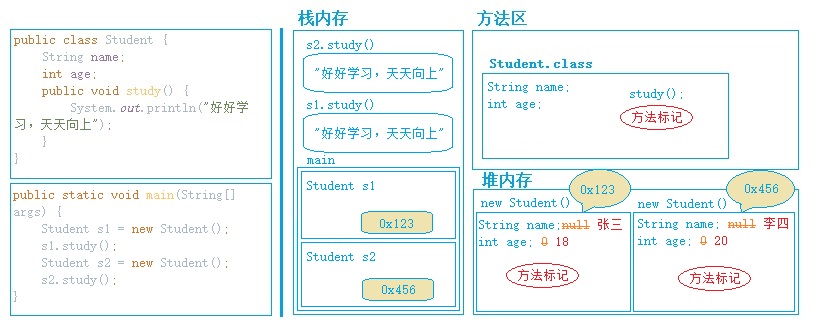 public class Student {
String name;
int age;
public void study() {
System.out.println("好好学
习，天天向上");
}
}
public static void main(String[]
args) {
Student s1 = new Student();
s1.study();
Student s2 = new Student();
s2.study();
}
栈内存
s2.study()
"好好学习，天天向上"
s1.study()
"好好学习，天天向上"
main
Student s1
0x123
Student s2
0x456
方法区
Student.class
String name;
int age;
study();
方法标记
堆内存
0x123
new Student()
String name;null 张三
int age; 0 18
方法标记
0x456
new Student()
String name; null 李四
int age; 0 20
方法标记